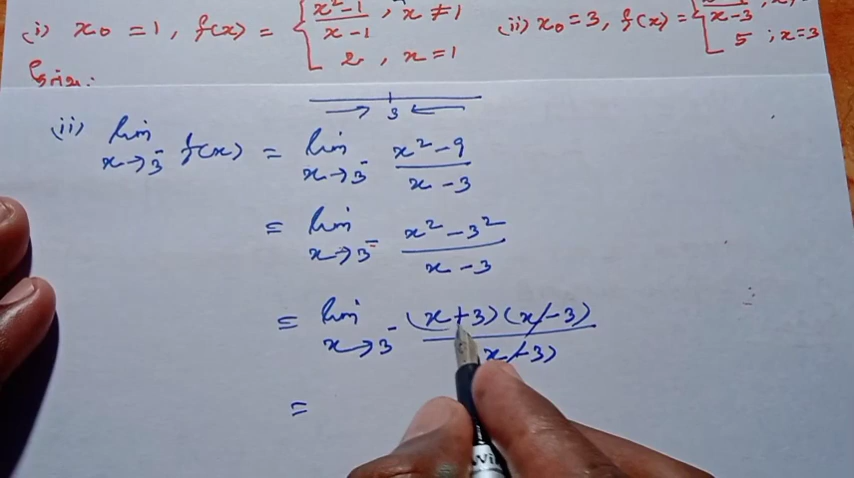 (i) x₀ = 1, f(x) = { x²-1 / x-1 , x ≠ 1 (ii) x₀ = 3, f(x) = { x-3
2 , x = 1 5 ; x = 3
3
(ii) lim x→3⁻ f(x) = lim x→3⁻ x²-9 / x-3
= lim x→3⁻ x²-3² / x-3
= lim x→3⁻ (x+3)(x-3) / x-3)
=